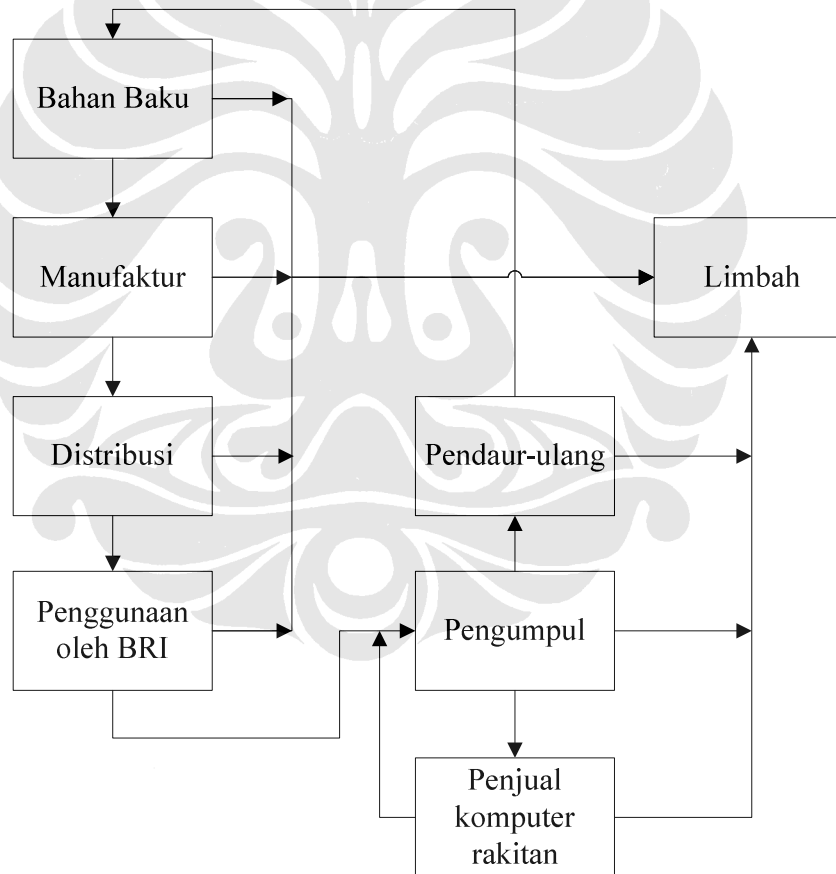 Bahan Baku
Manufaktur
Limbah
Distribusi
Pendaur-ulang
Penggunaan
oleh BRI
Pengumpul
Penjual
komputer
rakitan